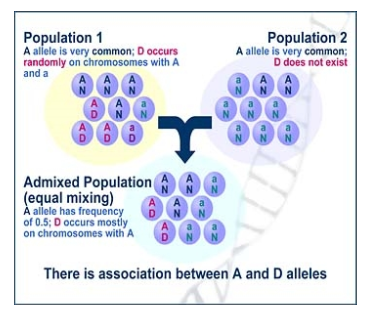 Population 1
A allele is very common; D occurs
randomly on chromosomes with A
and a
A A A
N N N
A A a
D N N
A A a
D D D
Population 2
A allele is very common;
D does not exist
a A A
N N N
a a a
N N N
a a a
N N N
Admixed Population
(equal mixing)
A allele has frequency
of 0.5; D occurs mostly
on chromosomes with A
A A a
N N N
A A a
D N N
A a a
D N N
There is association between A and D alleles